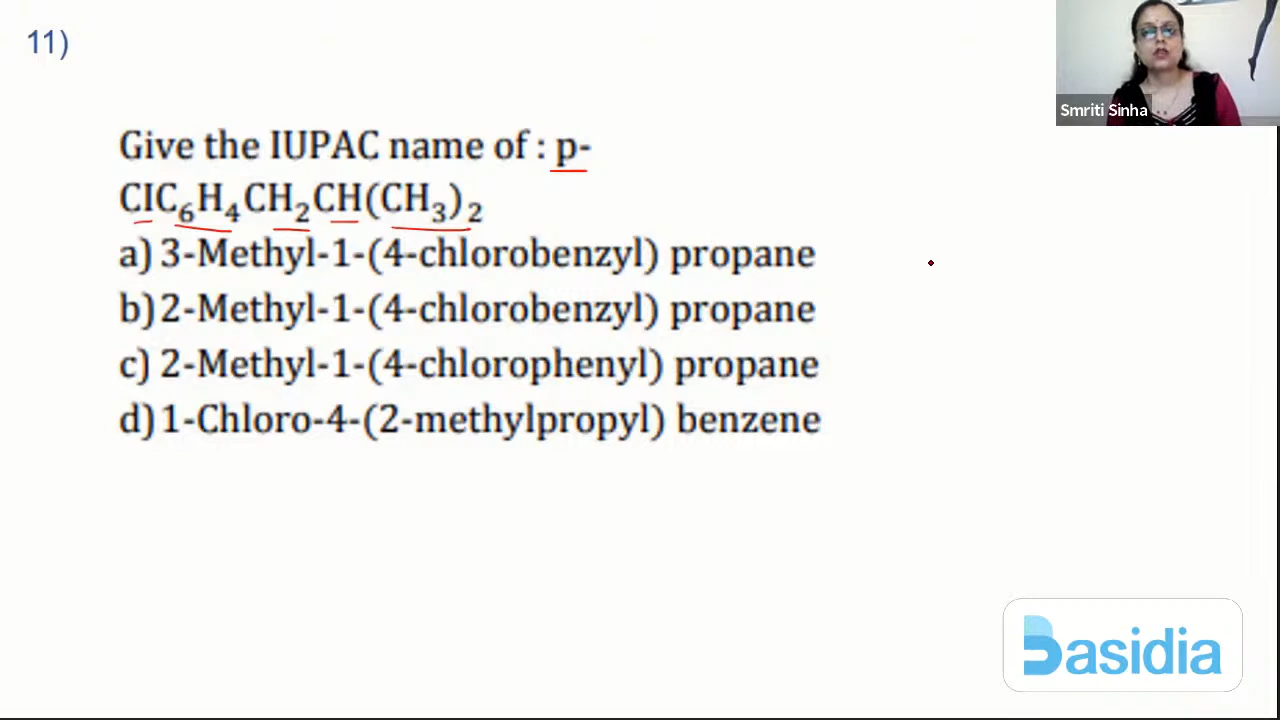 11)
Smriti Sinha
Give the IUPAC name of : p-
ClC₆H₄CH₂CH(CH₃)₂
a) 3-Methyl-1-(4-chlorobenzyl) propane
b) 2-Methyl-1-(4-chlorobenzyl) propane
c) 2-Methyl-1-(4-chlorophenyl) propane
d) 1-Chloro-4-(2-methylpropyl) benzene
Basidia